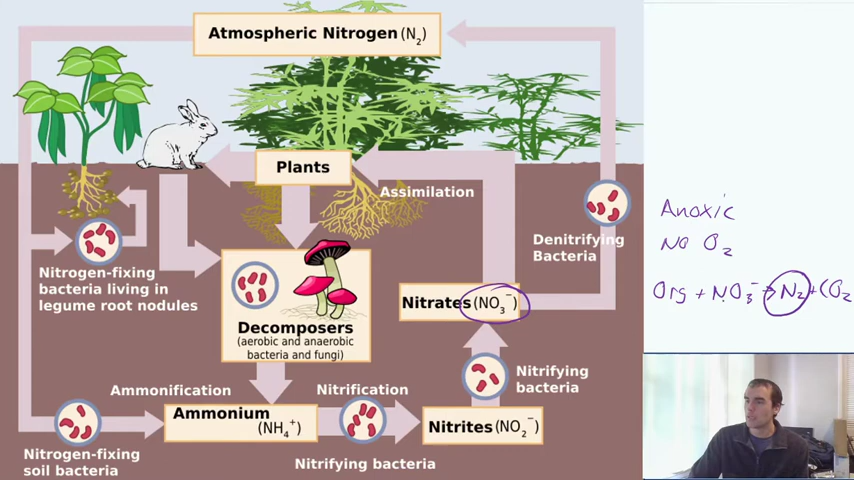 Atmospheric Nitrogen (N₂)
Plants
Assimilation
Denitrifying
Bacteria
Nitrogen-fixing
bacteria living in
legume root nodules
Decomposers
(aerobic and anaerobic
bacteria and fungi)
Nitrates (NO₃⁻)
Ammonification
Nitrification
Nitrifying
bacteria
Ammonium
(NH₄⁺)
Nitrites (NO₂⁻)
Nitrogen-fixing
soil bacteria
Nitrifying bacteria
Anoxic
No O₂
Org + NO₃⁻ → N₂ + CO₂